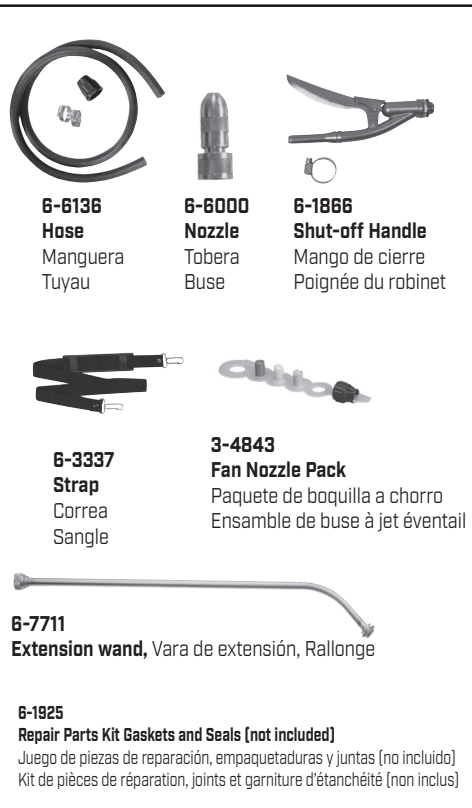 6-6136
Hose
Manguera
Tuyau
6-6000
Nozzle
Tobera
Buse
6-1866
Shut-off Handle
Mango de cierre
Poignée du robinet
6-3337
Strap
Correa
Sangle
3-4843
Fan Nozzle Pack
Paquete de boquilla a chorro
Ensamble de buse à jet éventail
6-7711
Extension wand, Vara de extensión, Rallonge
6-1925
Repair Parts Kit Gaskets and Seals (not included)
Juego de piezas de reparación, empaquetaduras y juntas (no incluido)
Kit de pièces de réparation, joints et garniture d'étanchéité (non inclus)